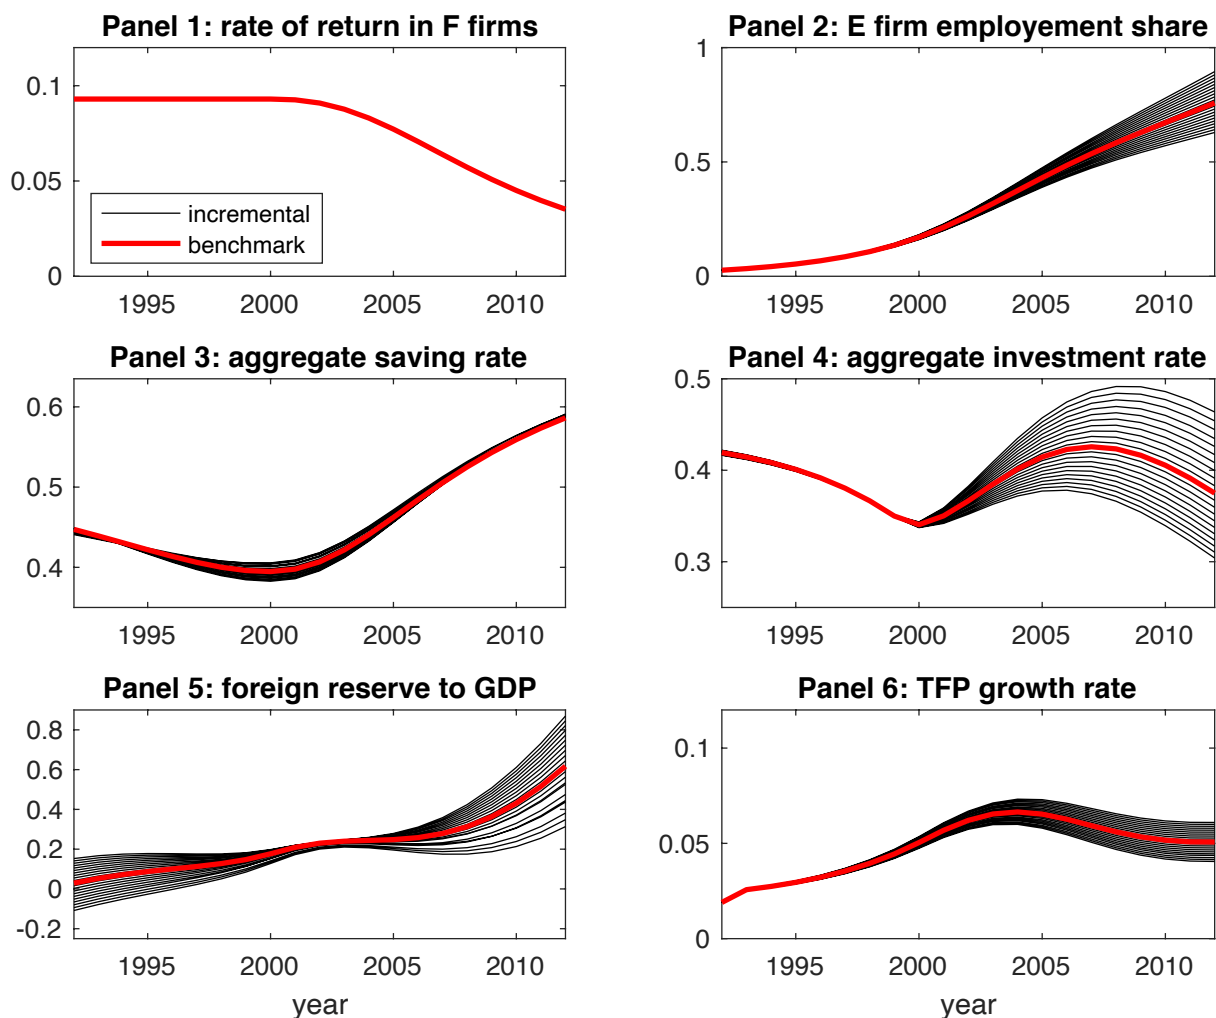 Panel 1: rate of return in F firms
0.1
0.05
0
incremental
benchmark
1995 2000 2005 2010
Panel 2: E firm employement share
1
0.5
0
1995 2000 2005 2010
Panel 3: aggregate saving rate
0.6
0.5
0.4
1995 2000 2005 2010
Panel 4: aggregate investment rate
0.5
0.4
0.3
1995 2000 2005 2010
Panel 5: foreign reserve to GDP
0.8
0.6
0.4
0.2
0
-0.2
1995 2000 2005 2010
year
Panel 6: TFP growth rate
0.1
0.05
0
1995 2000 2005 2010
year